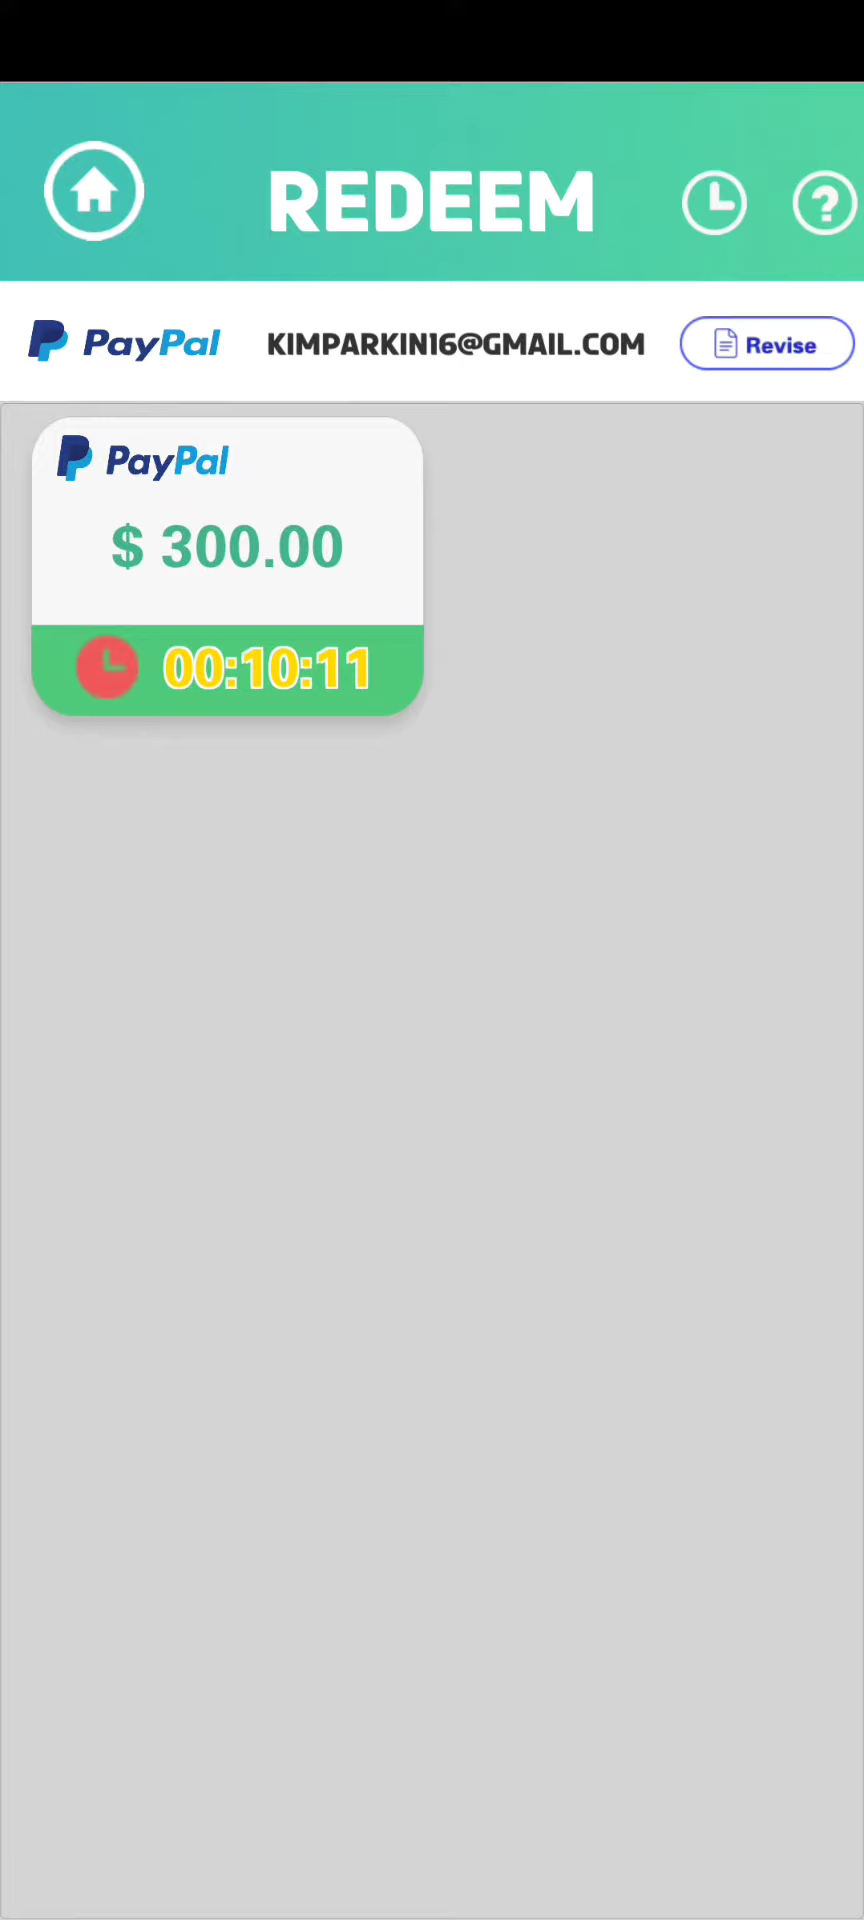 REDEEM
PayPal KIMPARKIN16@GMAIL.COM Revise
PayPal
$ 300.00
00:10:11